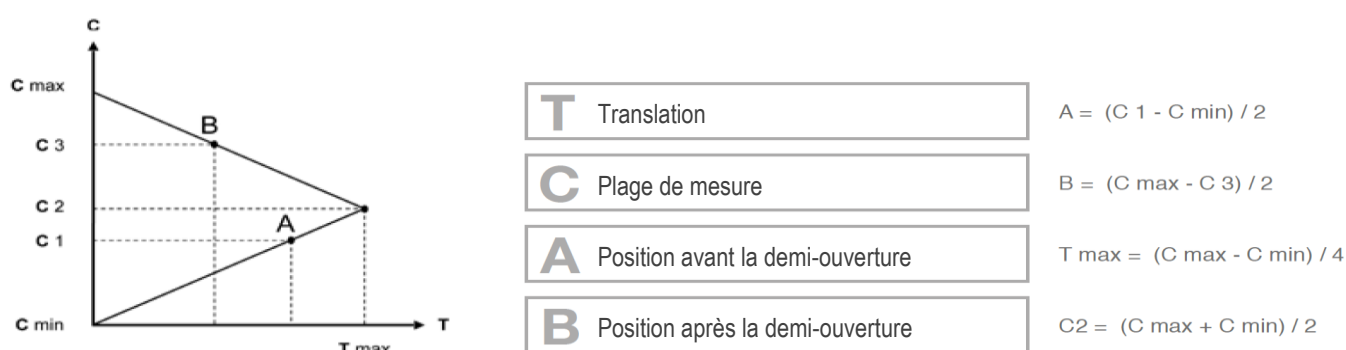 C
C max
B
C 3
C 2
A
C 1
C min
T
T max
T Translation
C Plage de mesure
A Position avant la demi-ouverture
B Position après la demi-ouverture
A = (C 1 - C min) / 2
B = (C max - C 3) / 2
T max = (C max - C min) / 4
C2 = (C max + C min) / 2